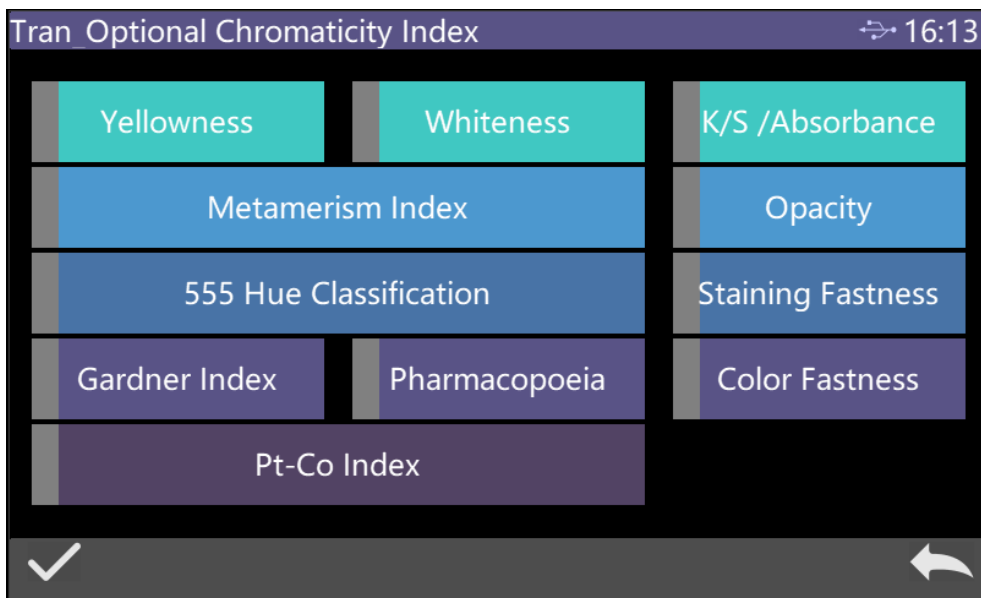 Tran_Optional Chromaticity Index 16:13
Yellowness Whiteness K/S /Absorbance
Metamerism Index Opacity
555 Hue Classification Staining Fastness
Gardner Index Pharmacopoeia Color Fastness
Pt-Co Index